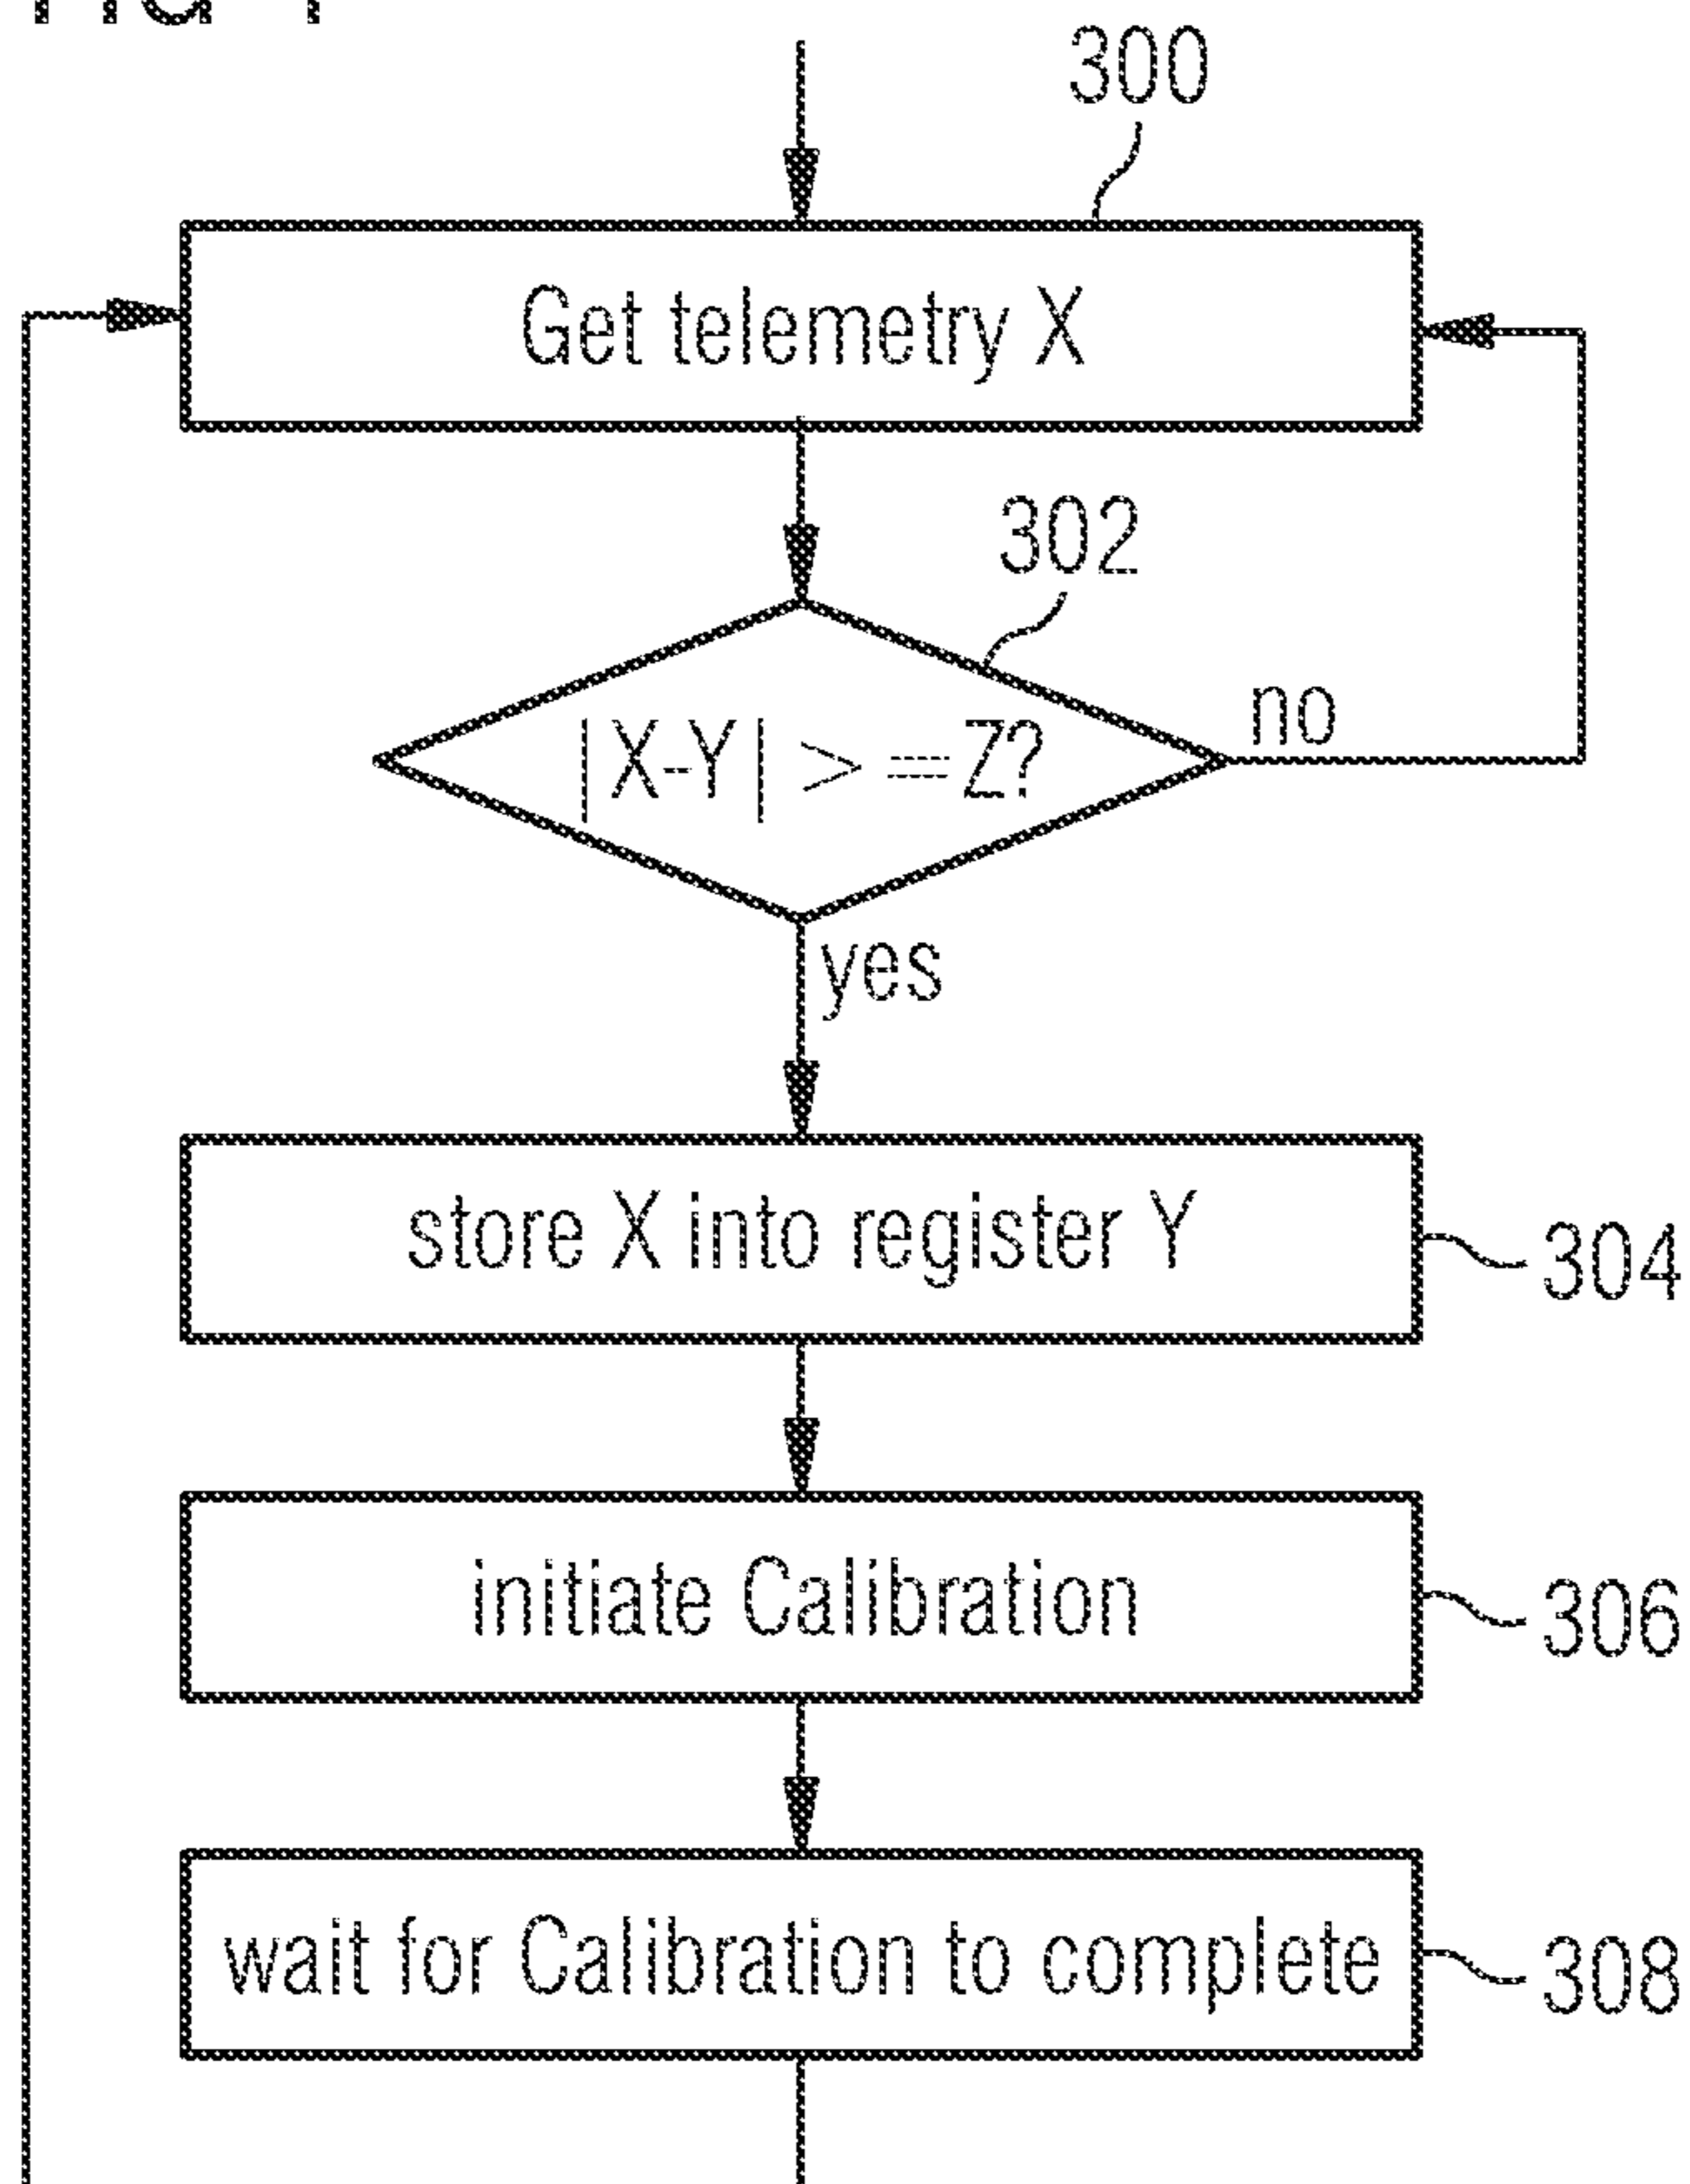 300
Get telemetry X
302
|X-Y| >=Z?
no
yes
store X into register Y
304
initiate Calibration
306
wait for Calibration to complete
308